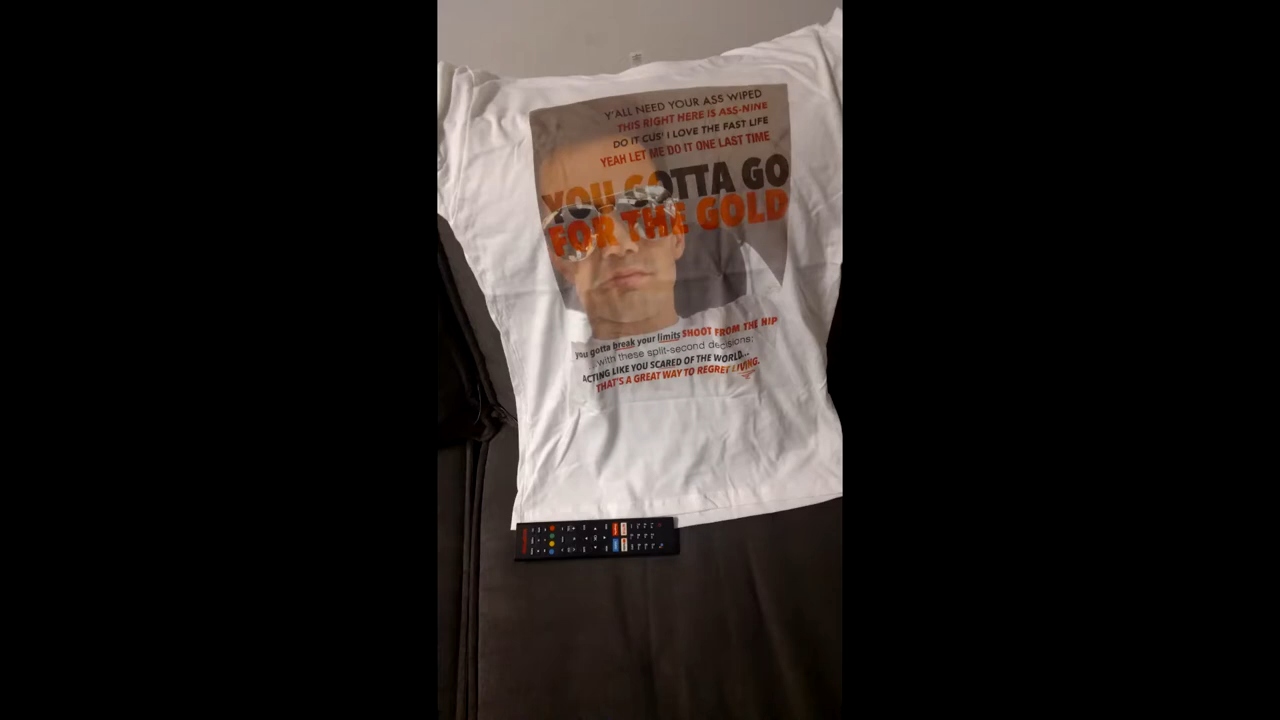 Y'ALL NEED YOUR ASS WIPED
THIS RIGHT HERE IS ASS-NINE
DO IT CUS' I LOVE THE FAST LIFE
YEAH LET ME DO IT ONE LAST TIME
YOU GOTTA GO
FOR THE GOLD
you gotta break your limits SHOOT FROM THE HIP
...with these split-second decisions;
ACTING LIKE YOU SCARED OF THE WORLD...
THAT'S A GREAT WAY TO REGRET LIVING.